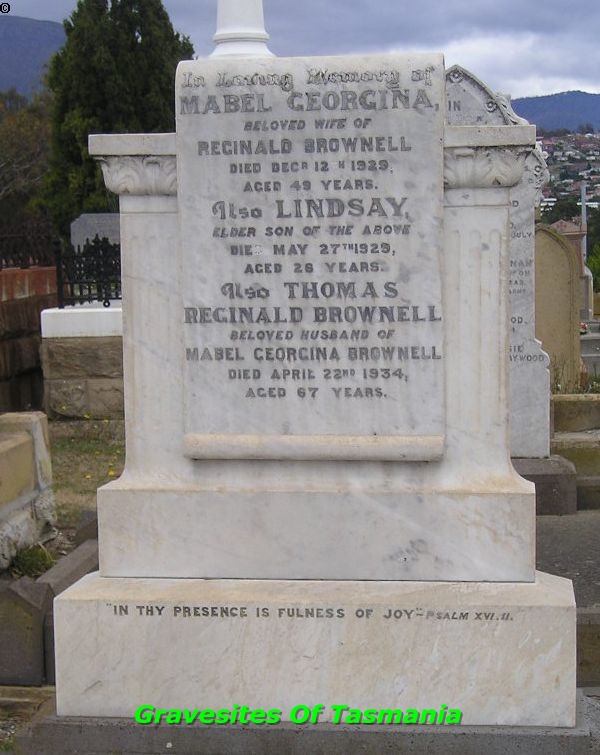 ©
In Loving Memory of
MABEL GEORGINA,
BELOVED WIFE OF
REGINALD BROWNELL
DIED DECR 12TH 1929,
AGED 49 YEARS.
Also LINDSAY,
ELDER SON OF THE ABOVE
DIED MAY 27TH 1929,
AGED 26 YEARS.
Also THOMAS
REGINALD BROWNELL
BELOVED HUSBAND OF
MABEL GEORGINA BROWNELL
DIED APRIL 22ND 1934,
AGED 67 YEARS.
"IN THY PRESENCE IS FULNESS OF JOY" PSALM XVI.II.
IN
JULY
Gravesites Of Tasmania